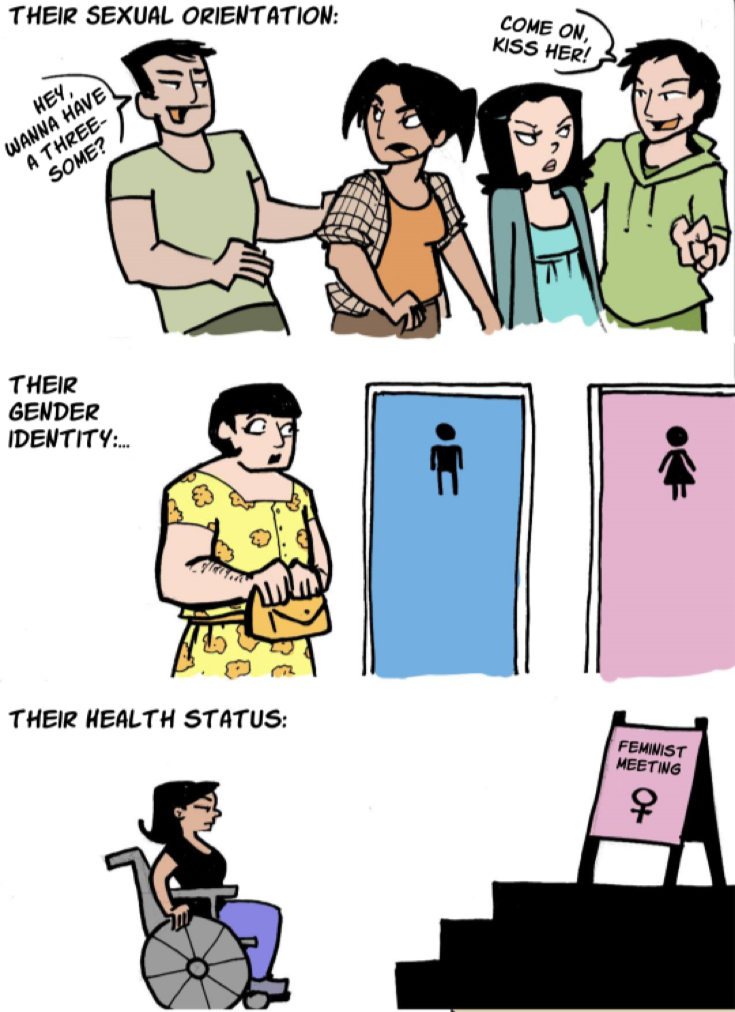 THEIR SEXUAL ORIENTATION:
HEY,
WANNA HAVE
A THREE-
SOME?
COME ON,
KISS HER!
THEIR
GENDER
IDENTITY:...
THEIR HEALTH STATUS:
FEMINIST
MEETING